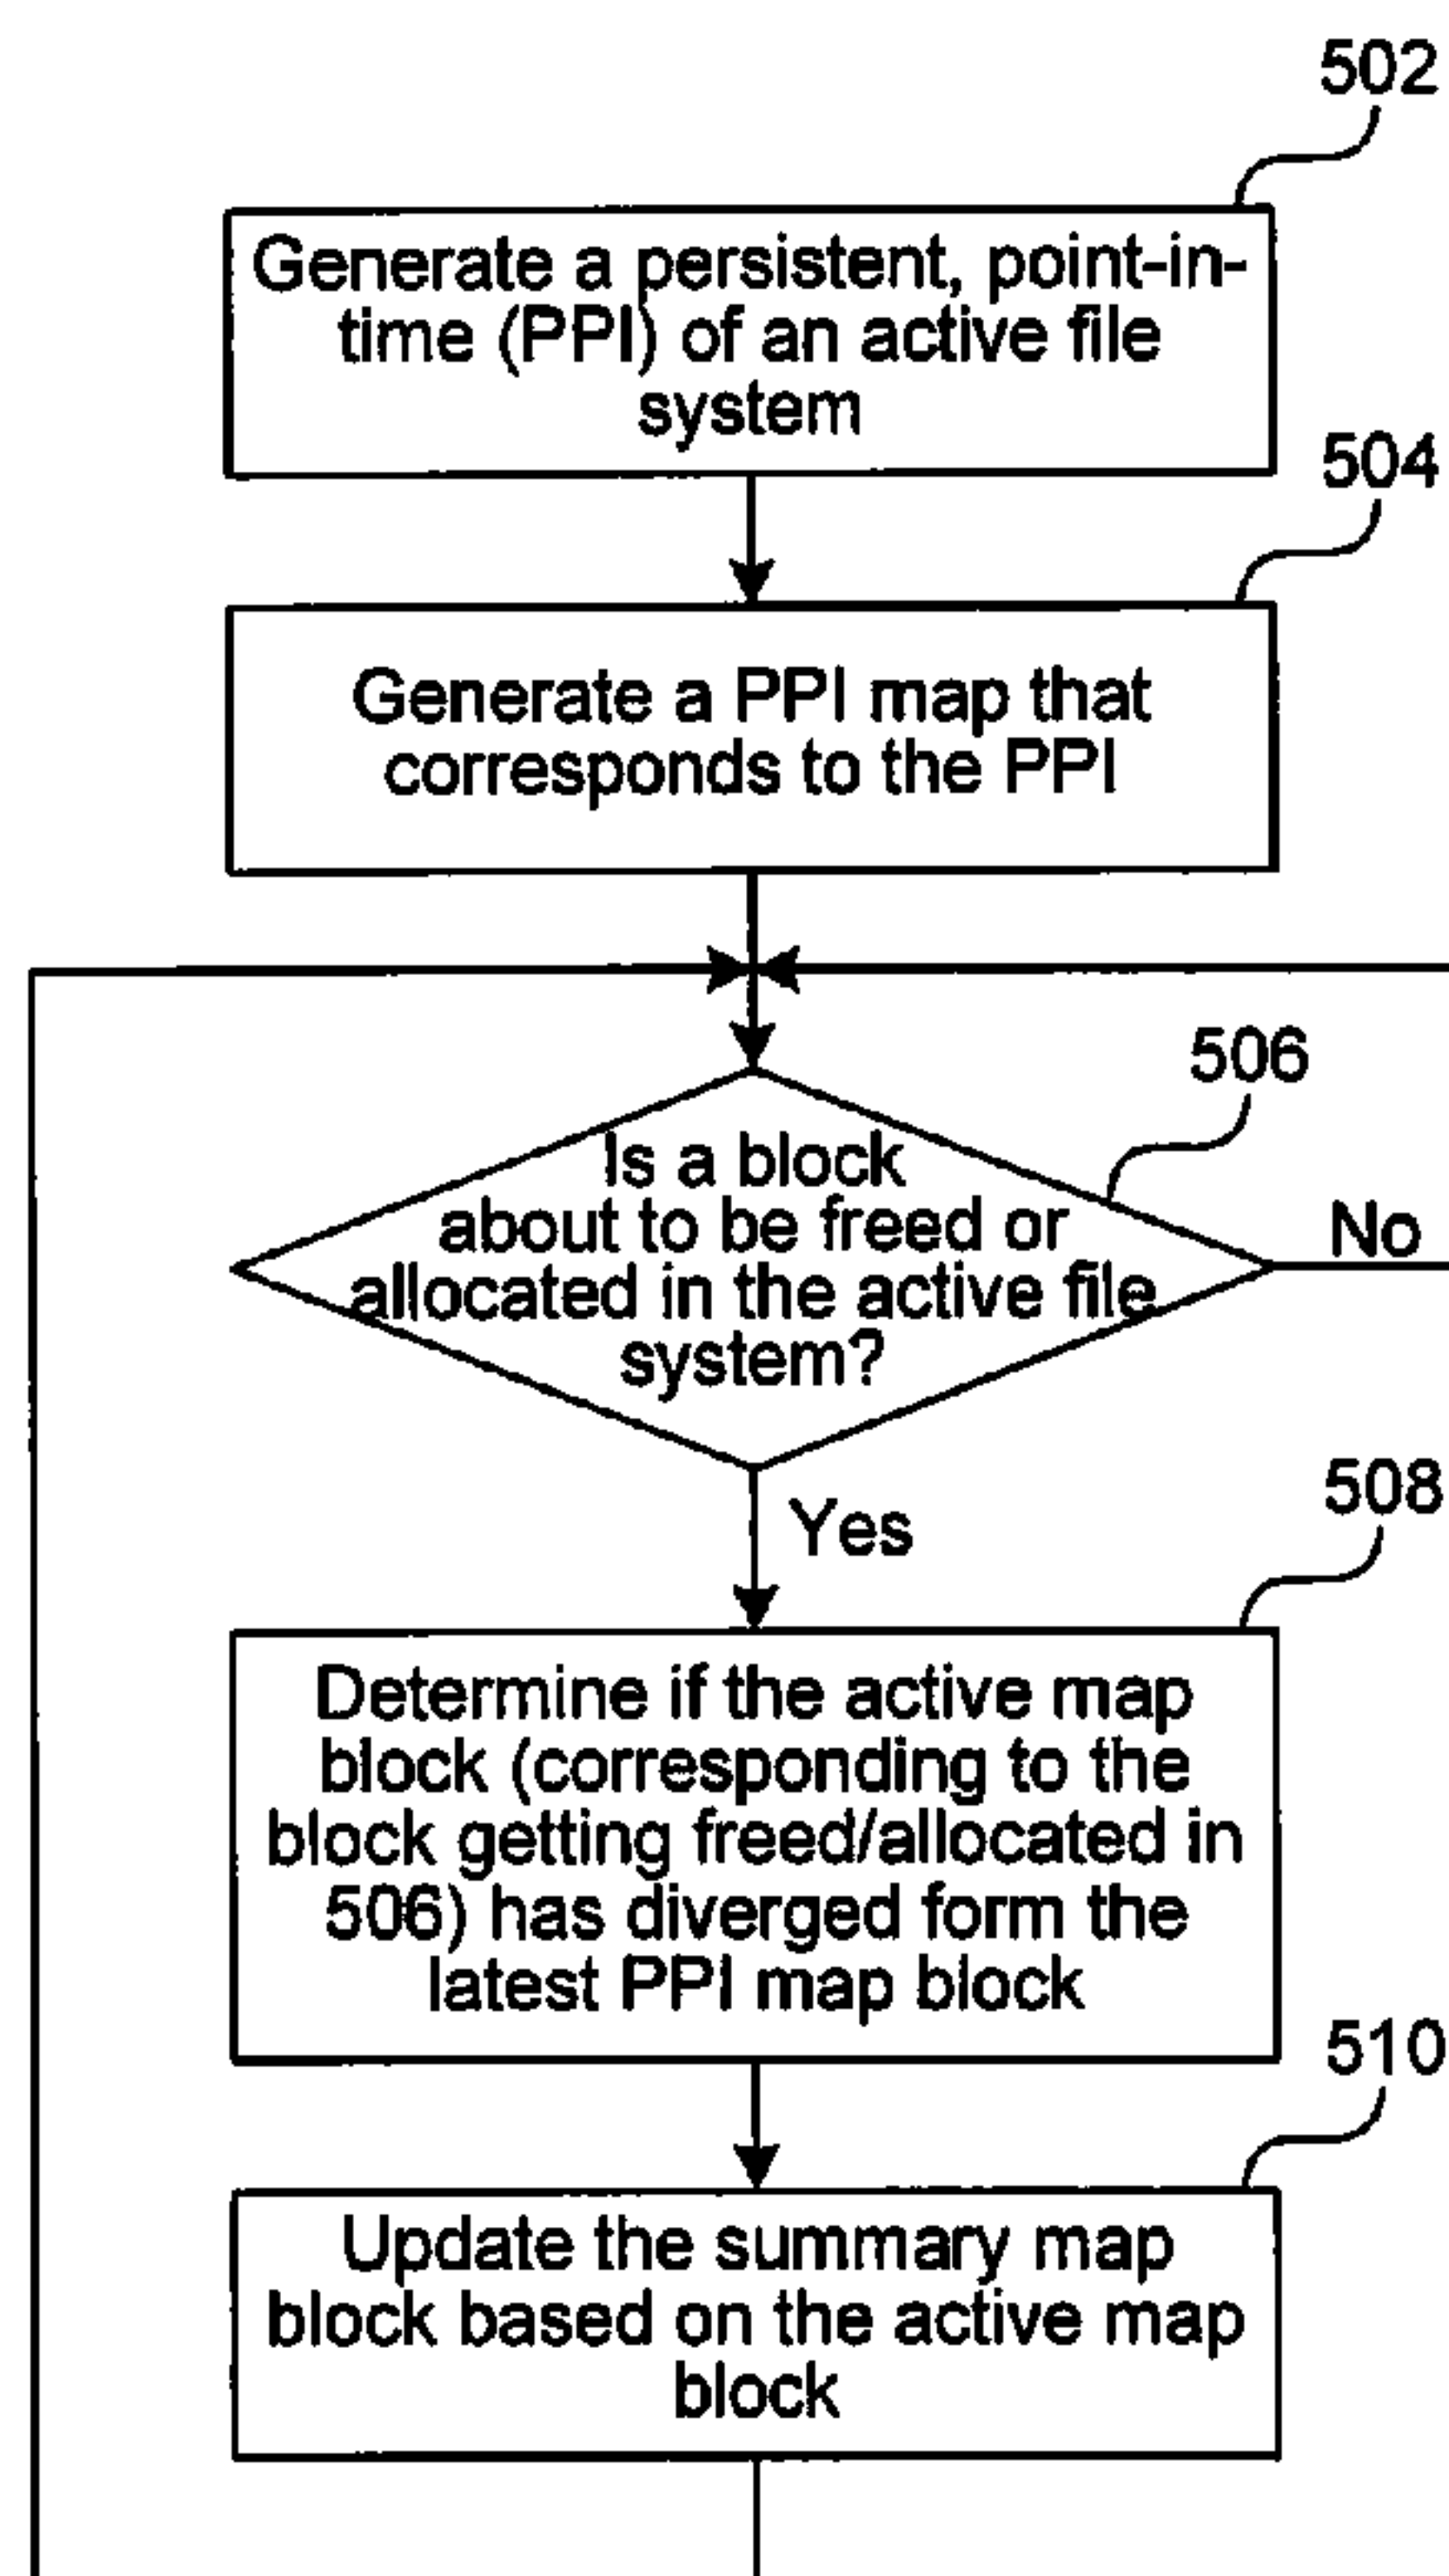 502
Generate a persistent, point-in-
time (PPI) of an active file
system
504
Generate a PPI map that
corresponds to the PPI
506
Is a block
about to be freed or
allocated in the active file
system?
No
Yes
508
Determine if the active map
block (corresponding to the
block getting freed/allocated in
506) has diverged form the
latest PPI map block
510
Update the summary map
block based on the active map
block